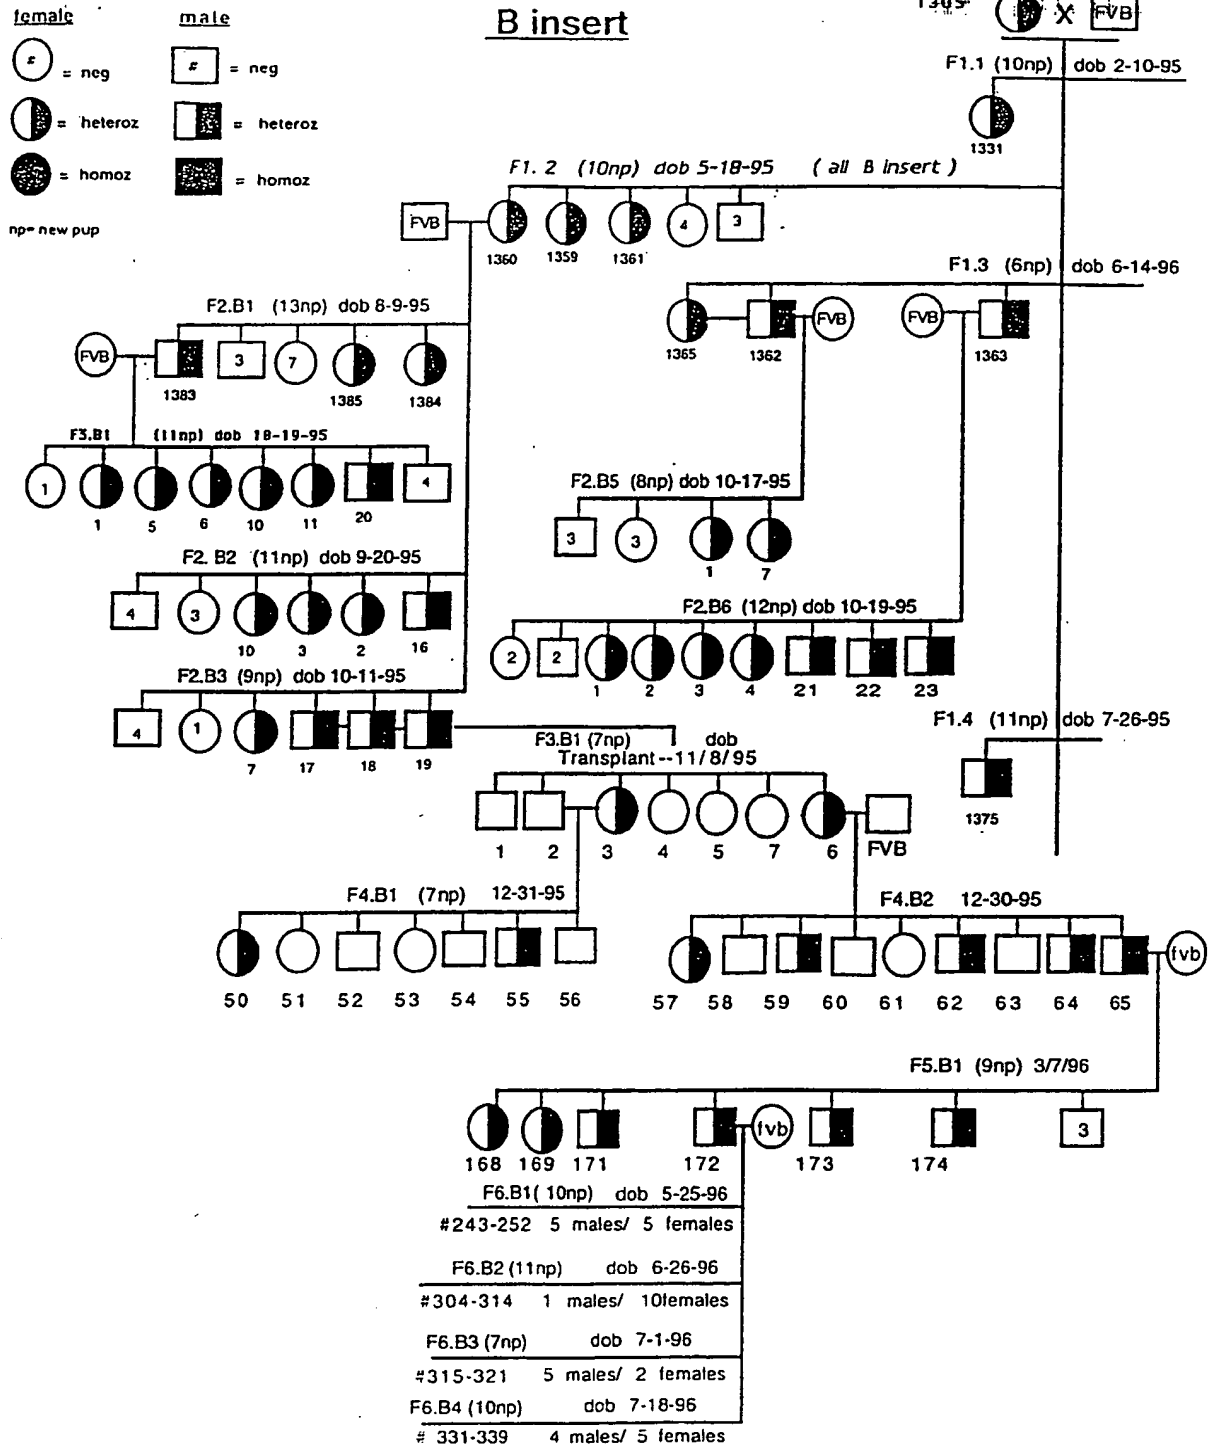 female male
B insert
1305
X FVB
# = neg # = neg
= heteroz = heteroz
= homoz = homoz
np= new pup
F1.1 (10np) dob 2-10-95
1331
F1. 2 (10np) dob 5-18-95 ( all B insert )
FVB 4 3
1360 1359 1361
F1.3 (6np) dob 6-14-96
FVB FVB
1365 1362 1363
F2.B1 (13np) dob 8-9-95
FVB 3 7
1383 1385 1384
F3.B1 (11np) dob 18-19-95
1 4
1 5 6 10 11 20
F2.B5 (8np) dob 10-17-95
3 3
1 7
F2. B2 (11np) dob 9-20-95
4 3
10 3 2 16
F2.B6 (12np) dob 10-19-95
2 2
1 2 3 4 21 22 23
F2.B3 (9np) dob 10-11-95
4 1
7 17 18 19
F1.4 (11np) dob 7-26-95
1375
F3.B1 (7np) dob
Transplant--11/8/95
1 2 3 4 5 7 6 FVB
F4.B1 (7np) 12-31-95
50 51 52 53 54 55 56
F4.B2 12-30-95
fvb
57 58 59 60 61 62 63 64 65
F5.B1 (9np) 3/7/96
fvb 3
168 169 171 172 173 174
F6.B1( 10np) dob 5-25-96
#243-252 5 males/ 5 females
F6.B2 (11np) dob 6-26-96
#304-314 1 males/ 10females
F6.B3 (7np) dob 7-1-96
#315-321 5 males/ 2 females
F6.B4 (10np) dob 7-18-96
# 331-339 4 males/ 5 females